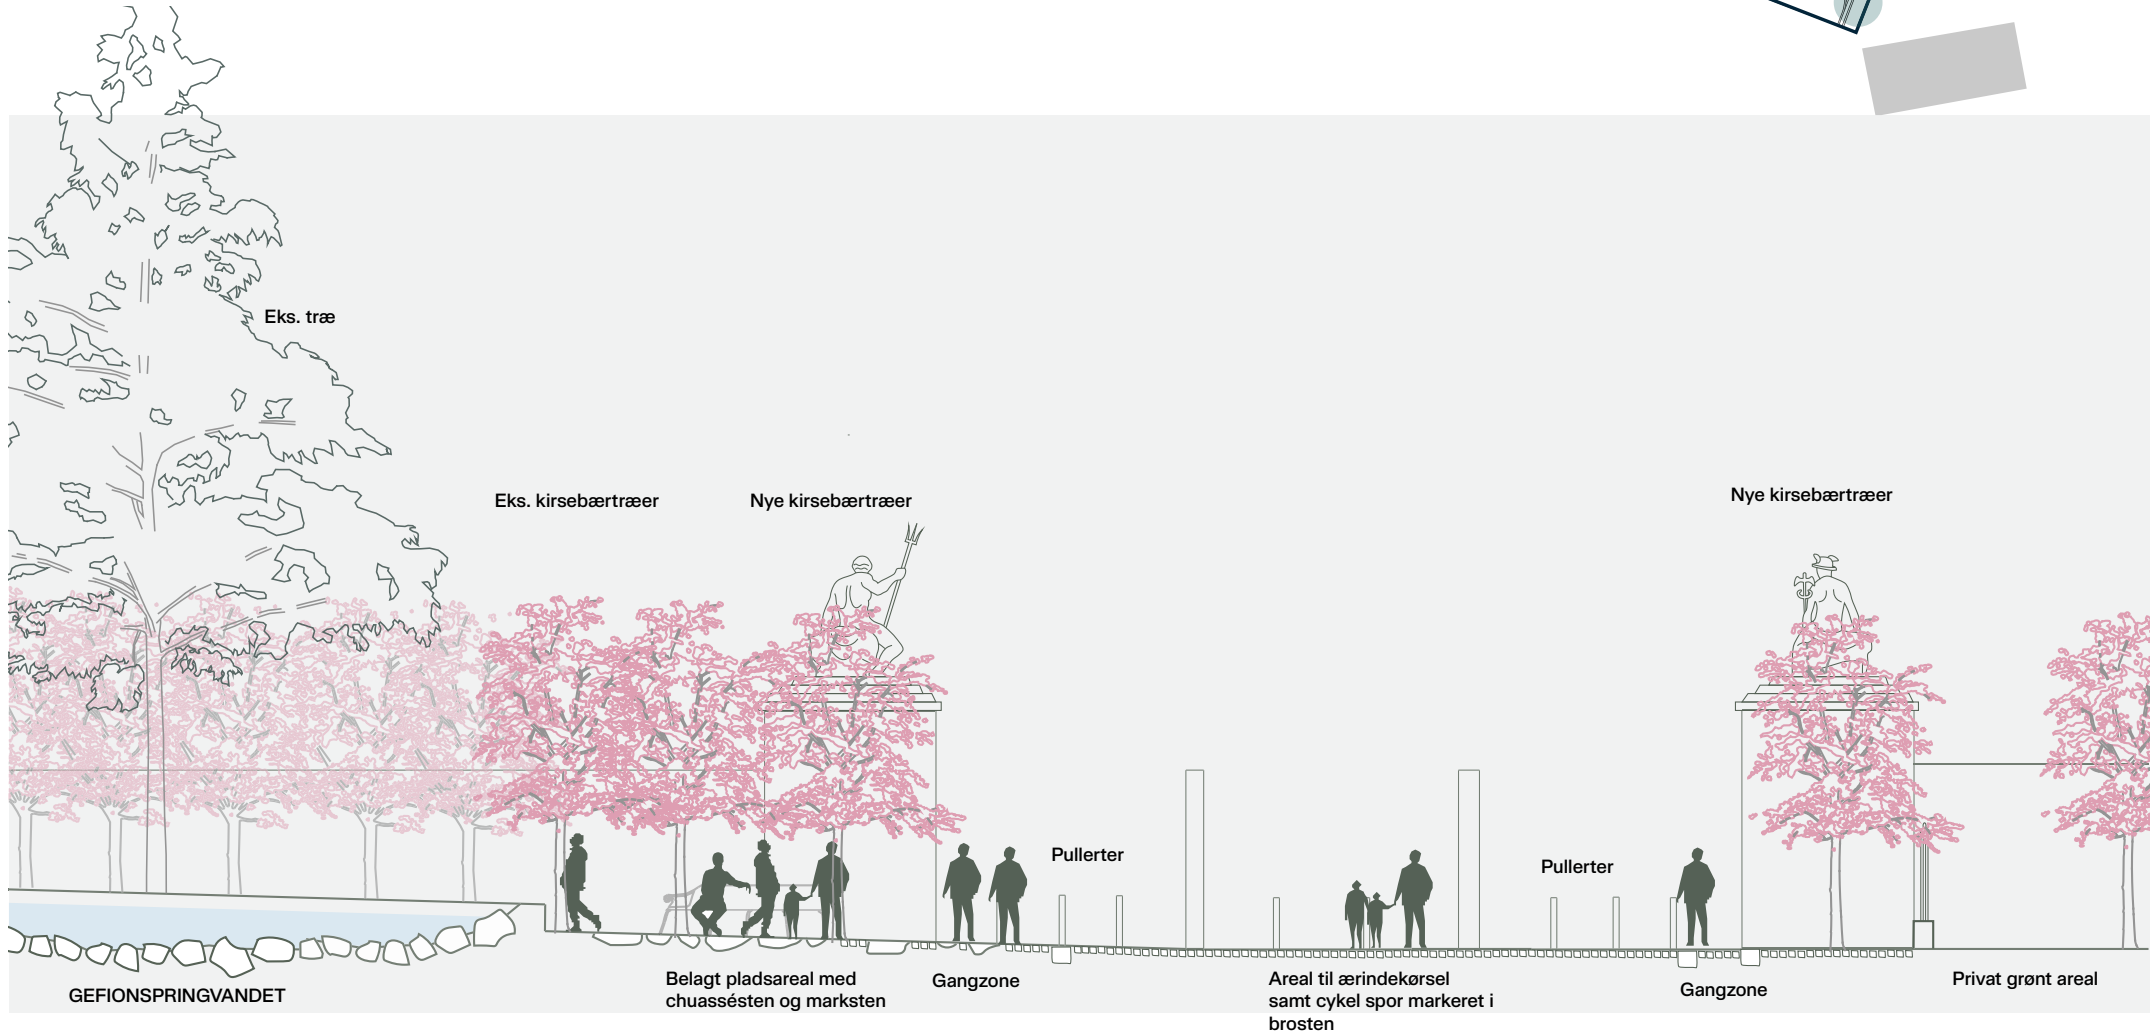 Eks. træ
Eks. kirsebærtræer
Nye kirsebærtræer
Nye kirsebærtræer
Pullerter
Pullerter
Belagt pladsareal med
chuasséesten og marksten
Gangzone
Areal til ærindekørsel
samt cykel spor markeret i
brosten
Gangzone
Privat grønt areal
GEFIONSPRINGVANDET